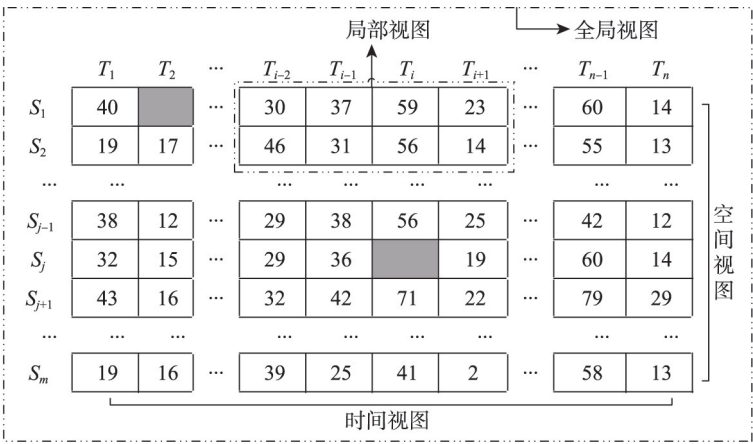 局部视图 全局视图
T1 T2 ... Ti−2 Ti−1 Ti Ti+1 ... Tn−1 Tn
S1 40 ... 30 37 59 23 ... 60 14
S2 19 17 ... 46 31 56 14 ... 55 13
... ... ... ... ... ... ... ...
Sj−1 38 12 ... 29 38 56 25 ... 42 12
Sj 32 15 ... 29 36 19 ... 60 14
Sj+1 43 16 ... 32 42 71 22 ... 79 29
... ... ... ... ... ... ... ... ...
Sm 19 16 ... 39 25 41 2 ... 58 13
空间视图
时间视图